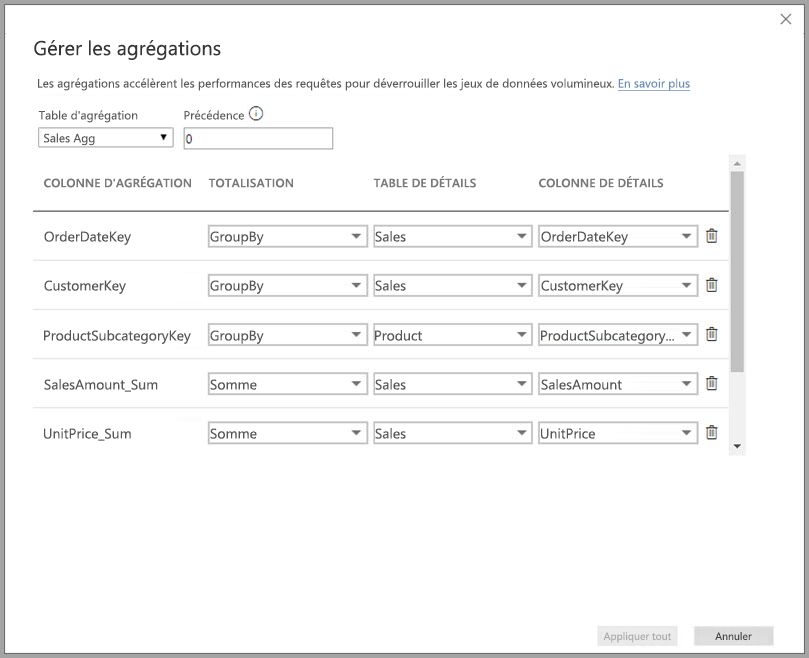 Gérer les agrégations
Les agrégations accélèrent les performances des requêtes pour déverrouiller les jeux de données volumineux. En savoir plus
Table d'agrégation Précédence
Sales Agg 0
COLONNE D'AGRÉGATION TOTALISATION TABLE DE DÉTAILS COLONNE DE DÉTAILS
OrderDateKey GroupBy Sales OrderDateKey
CustomerKey GroupBy Sales CustomerKey
ProductSubcategoryKey GroupBy Product ProductSubcategory...
SalesAmount_Sum Somme Sales SalesAmount
UnitPrice_Sum Somme Sales UnitPrice
Appliquer tout Annuler